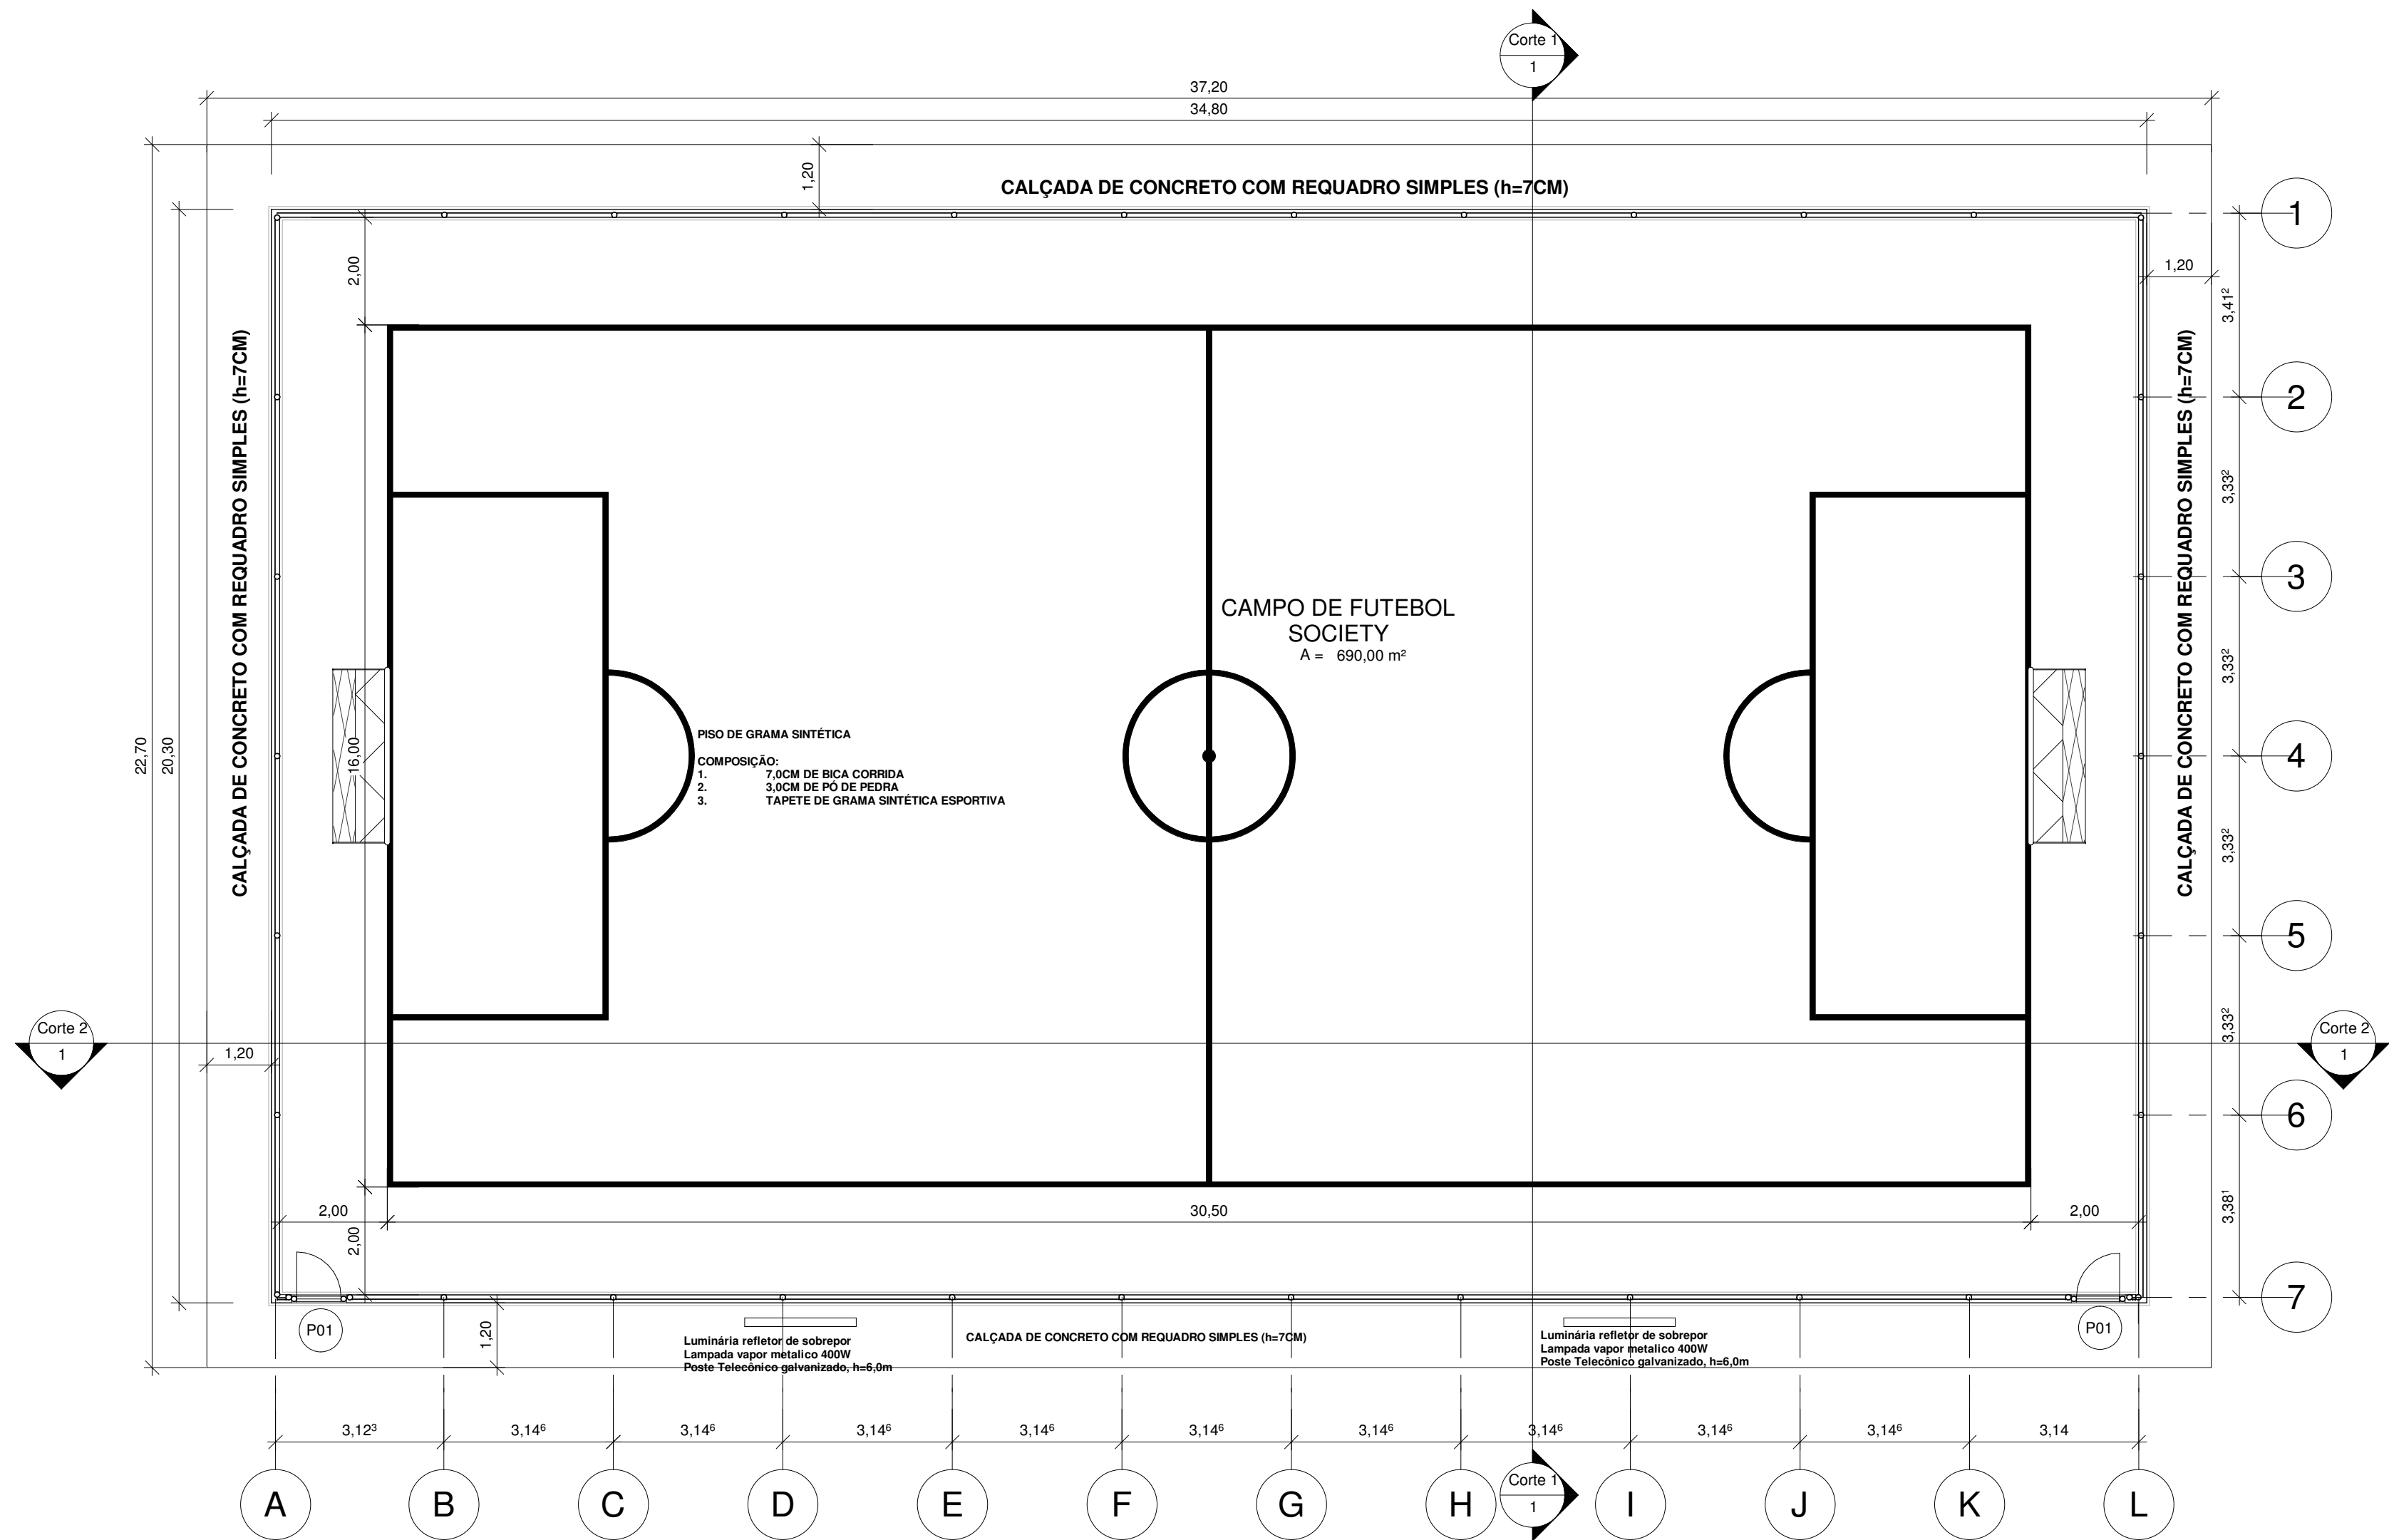 Corte 1
1
37,20
34,80
1,20
CALÇADA DE CONCRETO COM REQUADRO SIMPLES (h=7CM)
1
2,00
1,20
3,41²
CALÇADA DE CONCRETO COM REQUADRO SIMPLES (h=7CM)
CALÇADA DE CONCRETO COM REQUADRO SIMPLES (h=7CM)
2
3,33²
3
CAMPO DE FUTEBOL
SOCIETY
A = 690,00 m²
3,33²
22,70
20,30
16,00
4
PISO DE GRAMA SINTÉTICA
COMPOSIÇÃO:
1. 7,0CM DE BICA CORRIDA
2. 3,0CM DE PÓ DE PEDRA
3. TAPETE DE GRAMA SINTÉTICA ESPORTIVA
3,33²
5
3,33²
Corte 2
1
Corte 2
1
1,20
6
2,00
30,50
2,00
3,38¹
2,00
7
P01
P01
1,20
Luminária refletor de sobrepor
Lampada vapor metalico 400W
Poste Telecônico galvanizado, h=6,0m
CALÇADA DE CONCRETO COM REQUADRO SIMPLES (h=7CM)
Luminária refletor de sobrepor
Lampada vapor metalico 400W
Poste Telecônico galvanizado, h=6,0m
3,12³ 3,14⁶ 3,14⁶ 3,14⁶ 3,14⁶ 3,14⁶ 3,14⁶ 3,14⁶ 3,14⁶ 3,14⁶ 3,14
Corte 1
1
A B C D E F G H I J K L